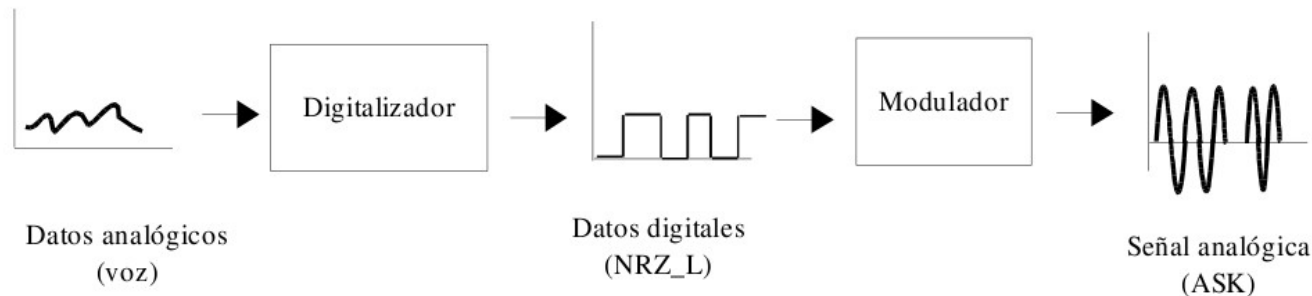 Digitalizador
Modulador
Datos analógicos
(voz)
Datos digitales
(NRZ_L)
Señal analógica
(ASK)